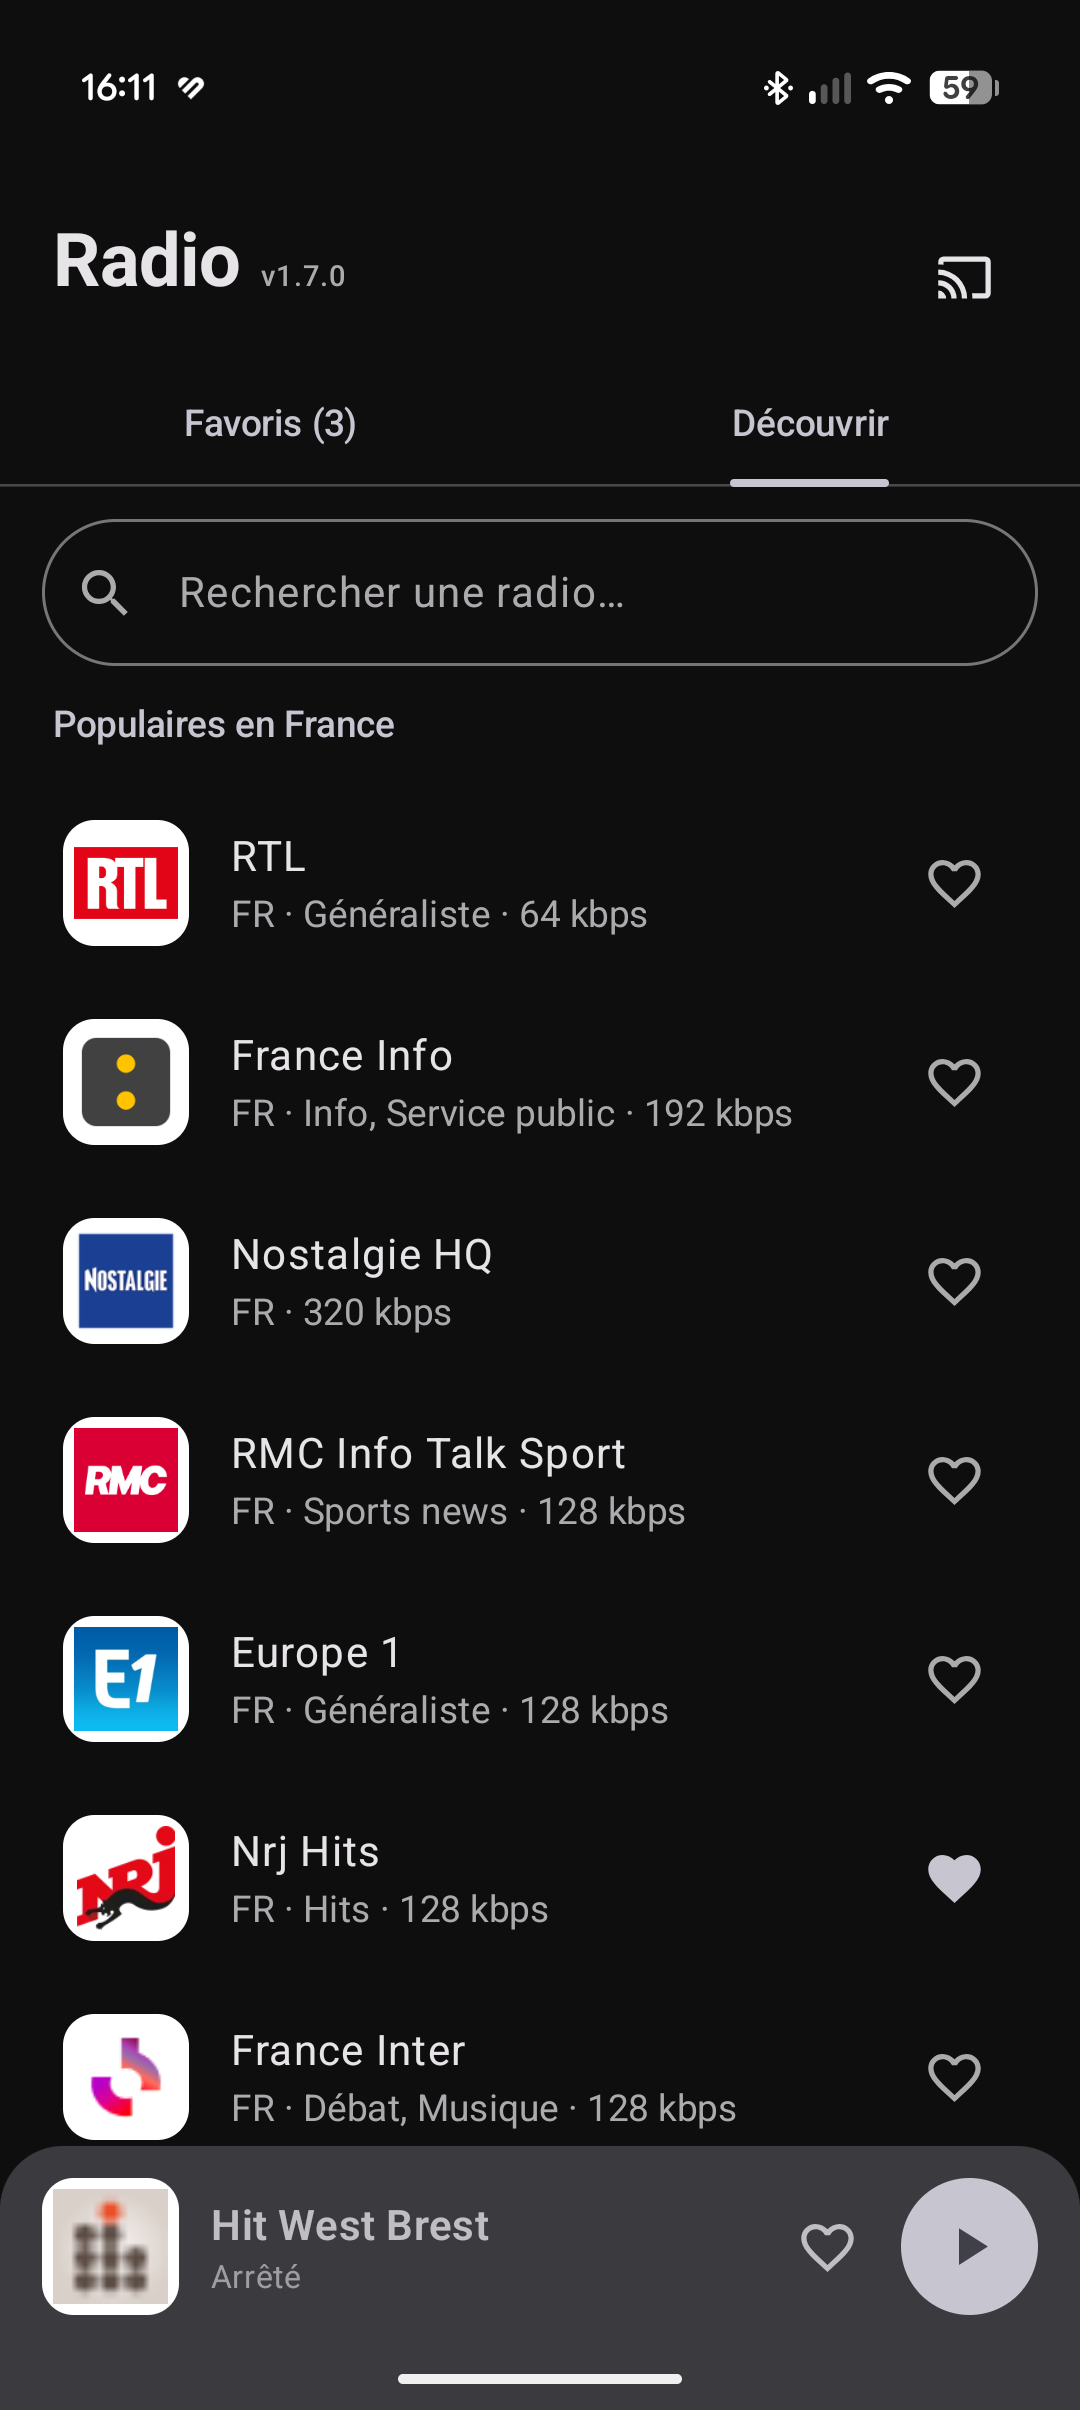 16:11
59
Radio v1.7.0
Favoris (3)
Découvrir
Rechercher une radio…
Populaires en France
RTL
RTL
FR · Généraliste · 64 kbps
France Info
FR · Info, Service public · 192 kbps
NOSTALGIE
Nostalgie HQ
FR · 320 kbps
RMC
RMC Info Talk Sport
FR · Sports news · 128 kbps
E1
Europe 1
FR · Généraliste · 128 kbps
NRJ
Nrj Hits
FR · Hits · 128 kbps
France Inter
FR · Débat, Musique · 128 kbps
Hit West Brest
Arrêté